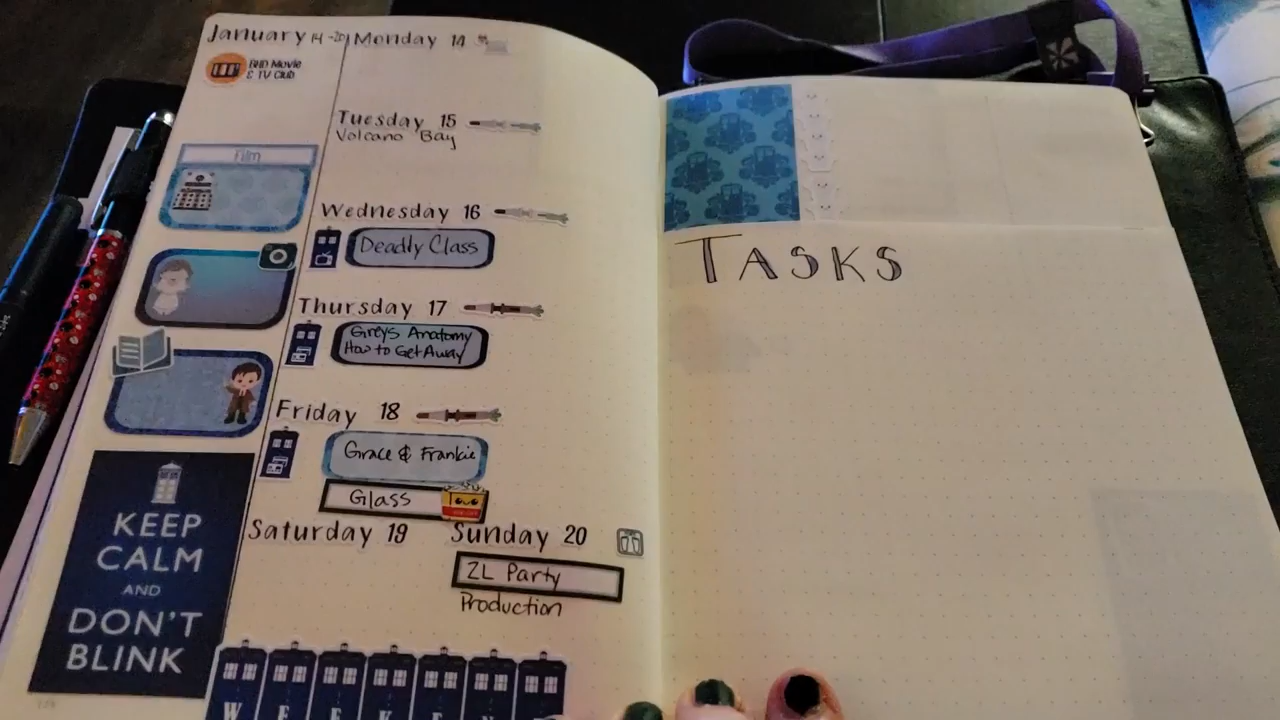 January 14-20
BHD Movie
& TV Club
Film
KEEP
CALM
AND
DON'T
BLINK
Monday 14
Tuesday 15
Volcano Bay
Wednesday 16
Deadly Class
Thursday 17
Greys Anatomy
How to Get Away
Friday 18
Grace & Frankie
Glass
Saturday 19
Sunday 20
ZL Party
Production
WEEKEN
TASKS